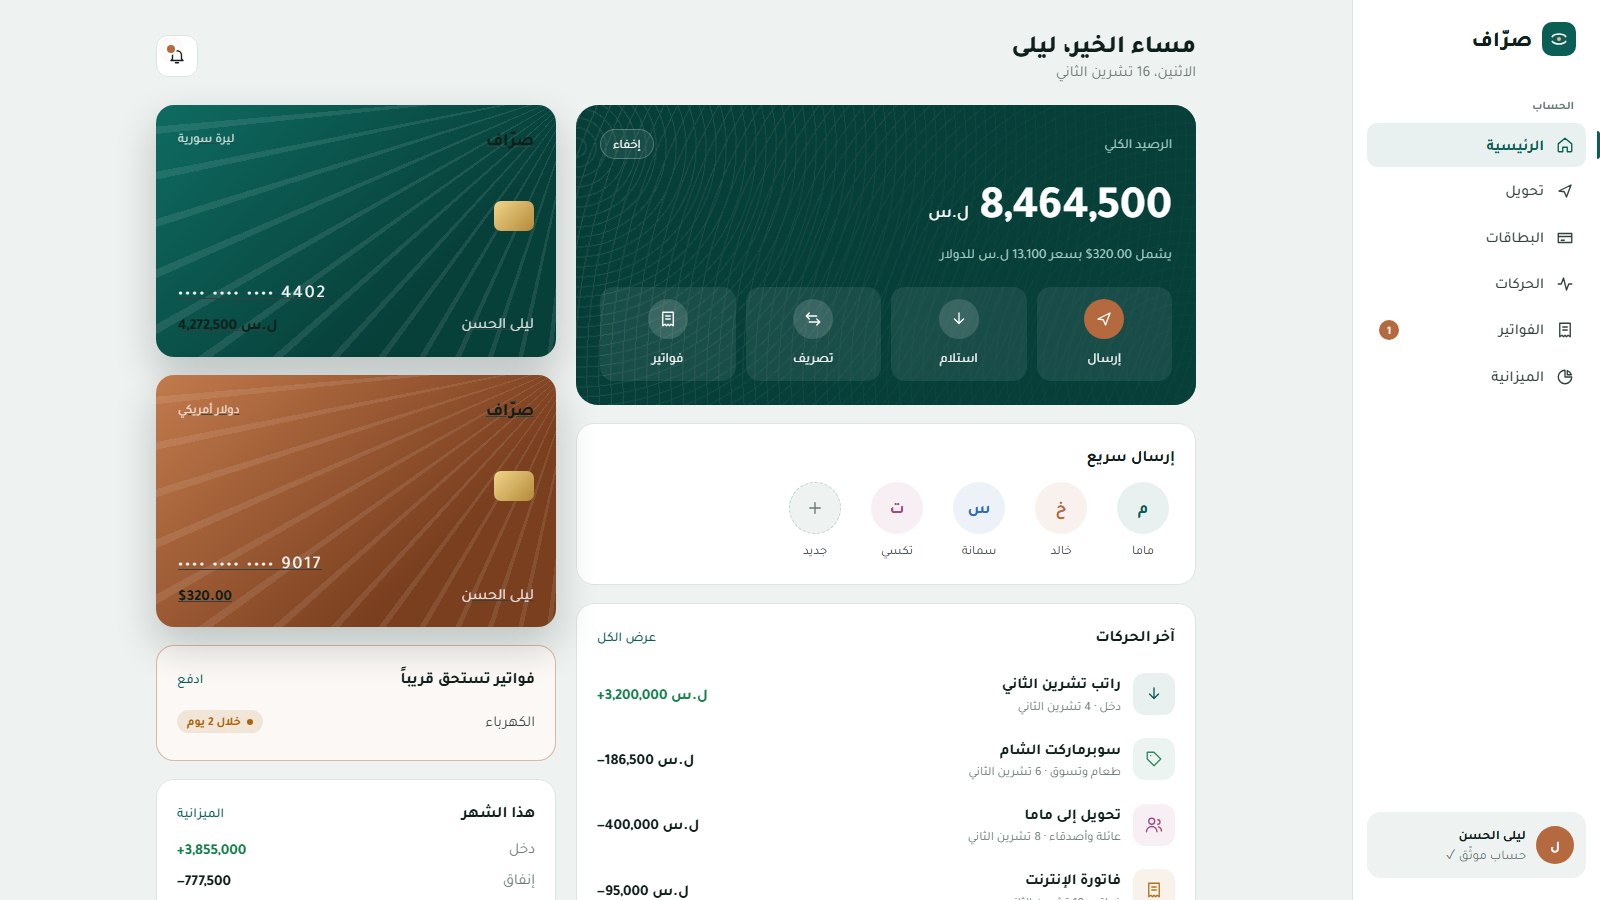 صرّاف
الحساب
الرئيسية
تحويل
البطاقات
الحركات
الفواتير
1
الميزانية
ليلى الحسن
حساب موثّق ✓
مساء الخير، ليلى
الاثنين، 16 تشرين الثاني
الرصيد الكلي
إخفاء
8,464,500 ل.س
يشمل $320.00 بسعر 13,100 ل.س للدولار
إرسال
استلام
تصريف
فواتير
إرسال سريع
م
خ
س
ت
+
ماما
خالد
سمانة
تكسي
جديد
آخر الحركات
عرض الكل
راتب تشرين الثاني
دخل · 4 تشرين الثاني
+3,200,000 ل.س
سوبرماركت الشام
طعام وتسوق · 6 تشرين الثاني
−186,500 ل.س
تحويل إلى ماما
عائلة وأصدقاء · 8 تشرين الثاني
−400,000 ل.س
فاتورة الإنترنت
−95,000 ل.س
صرّاف
ليرة سورية
•••• •••• •••• 4402
ليلى الحسن
4,272,500 ل.س
صرّاف
دولار أمريكي
•••• •••• •••• 9017
ليلى الحسن
$320.00
فواتير تستحق قريباً
ادفع
الكهرباء
خلال 2 يوم
هذا الشهر
الميزانية
دخل
+3,855,000
إنفاق
−777,500
ل